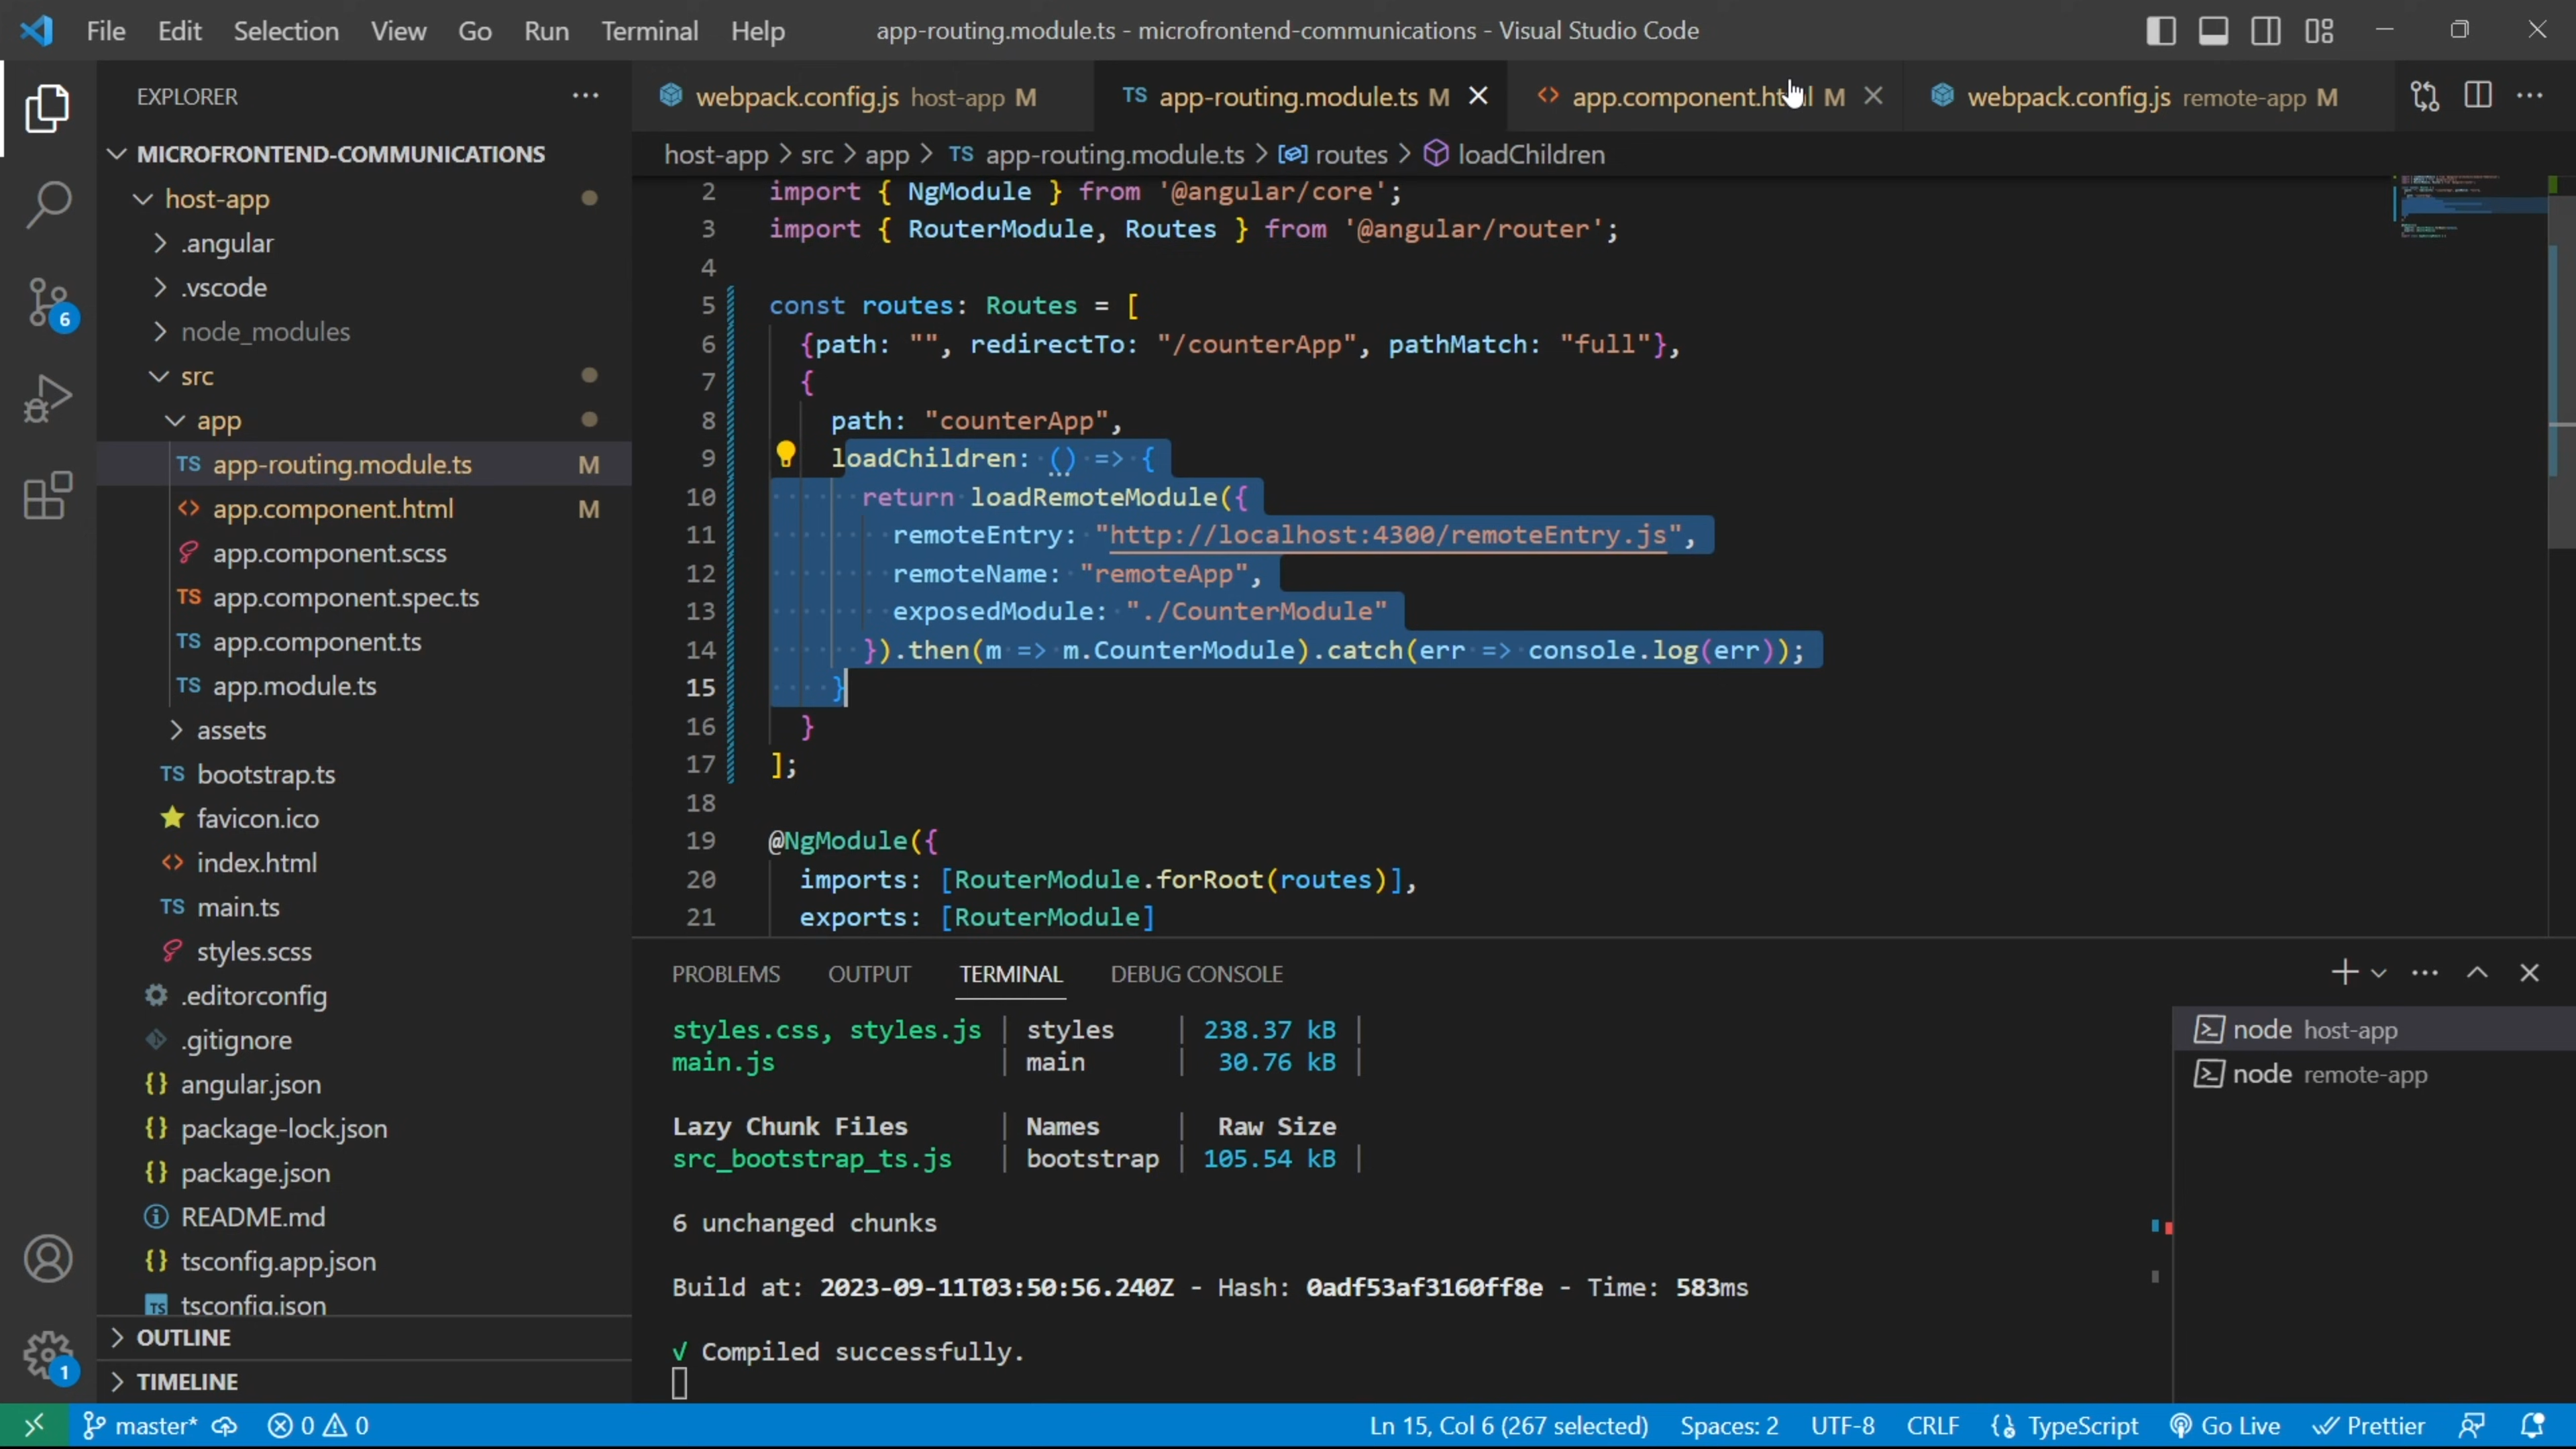 File Edit Selection View Go Run Terminal Help app-routing.module.ts - microfrontend-communications - Visual Studio Code
EXPLORER
webpack.config.js host-app M
TS app-routing.module.ts M
<> app.component.html M
webpack.config.js remote-app M
MICROFRONTEND-COMMUNICATIONS
host-app
.angular
.vscode
node_modules
src
app
TS app-routing.module.ts M
<> app.component.html M
app.component.scss
TS app.component.spec.ts
TS app.component.ts
TS app.module.ts
assets
TS bootstrap.ts
favicon.ico
<> index.html
TS main.ts
styles.scss
.editorconfig
.gitignore
{} angular.json
{} package-lock.json
{} package.json
README.md
{} tsconfig.app.json
TS tsconfig.json
OUTLINE
TIMELINE
6
1
host-app > src > app > TS app-routing.module.ts > routes > loadChildren
2 import { NgModule } from '@angular/core';
3 import { RouterModule, Routes } from '@angular/router';
4
5 const routes: Routes = [
6 {path: "", redirectTo: "/counterApp", pathMatch: "full"},
7 {
8 path: "counterApp",
9 loadChildren: () => {
10 return loadRemoteModule({
11 remoteEntry: "http://localhost:4300/remoteEntry.js",
12 remoteName: "remoteApp",
13 exposedModule: "./CounterModule"
14 }).then(m => m.CounterModule).catch(err => console.log(err));
15 }
16 }
17 ];
18
19 @NgModule({
20 imports: [RouterModule.forRoot(routes)],
21 exports: [RouterModule]
PROBLEMS OUTPUT TERMINAL DEBUG CONSOLE
styles.css, styles.js | styles | 238.37 kB |
main.js | main | 30.76 kB |
Lazy Chunk Files | Names | Raw Size
src_bootstrap_ts.js | bootstrap | 105.54 kB |
6 unchanged chunks
Build at: 2023-09-11T03:50:56.240Z - Hash: 0adf53af3160ff8e - Time: 583ms
√ Compiled successfully.
node host-app
node remote-app
master* 0 0 Ln 15, Col 6 (267 selected) Spaces: 2 UTF-8 CRLF TypeScript Go Live Prettier